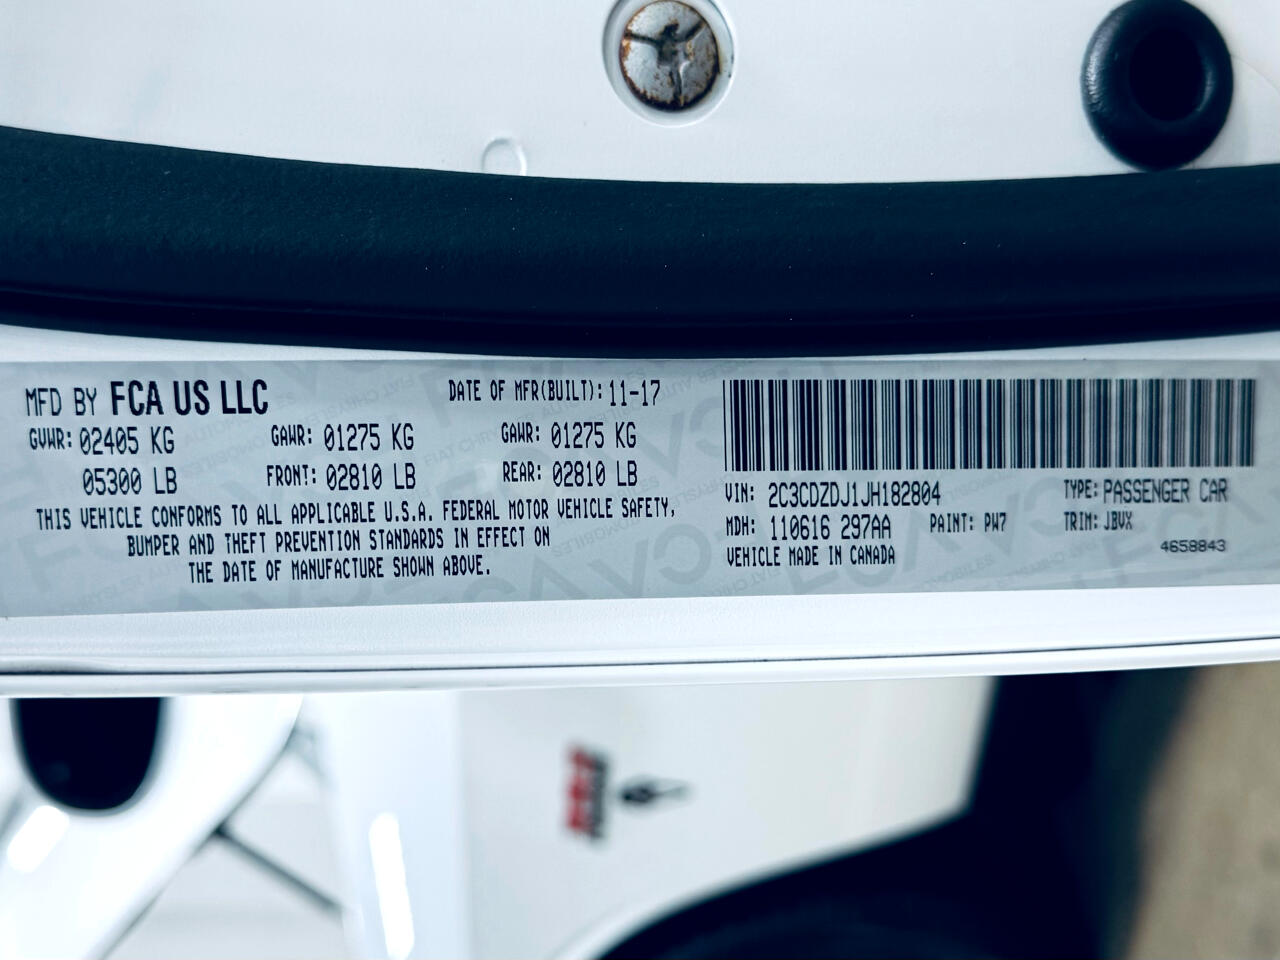 MFD BY FCA US LLC
DATE OF MFR(BUILT): 11-17
GVWR: 02405 KG
GAWR: 01275 KG
GAWR: 01275 KG
05300 LB
FRONT: 02810 LB
REAR: 02810 LB
THIS VEHICLE CONFORMS TO ALL APPLICABLE U.S.A. FEDERAL MOTOR VEHICLE SAFETY,
BUMPER AND THEFT PREVENTION STANDARDS IN EFFECT ON
THE DATE OF MANUFACTURE SHOWN ABOVE.
VIN: 2C3CDZDJ1JH182804
TYPE: PASSENGER CAR
MDH: 110616 297AA
PAINT: PW7
TRIM: JBVX
VEHICLE MADE IN CANADA
4658843